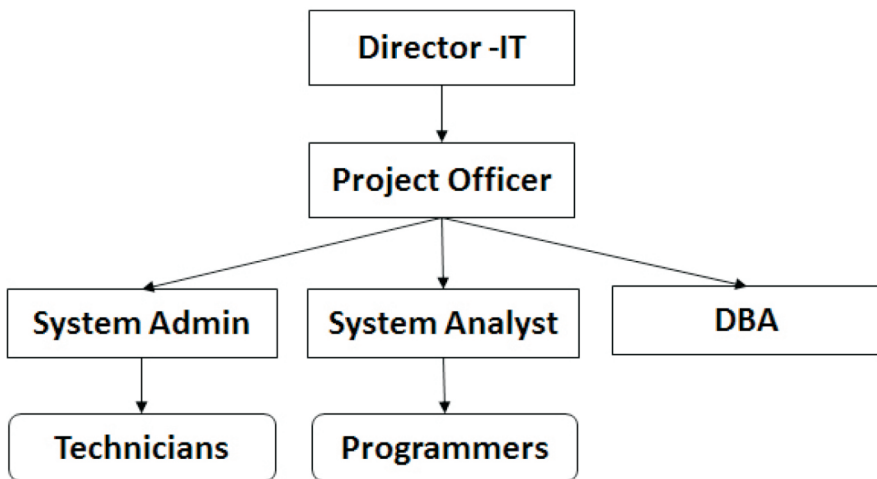 Director -IT
Project Officer
System Admin
System Analyst
DBA
Technicians
Programmers